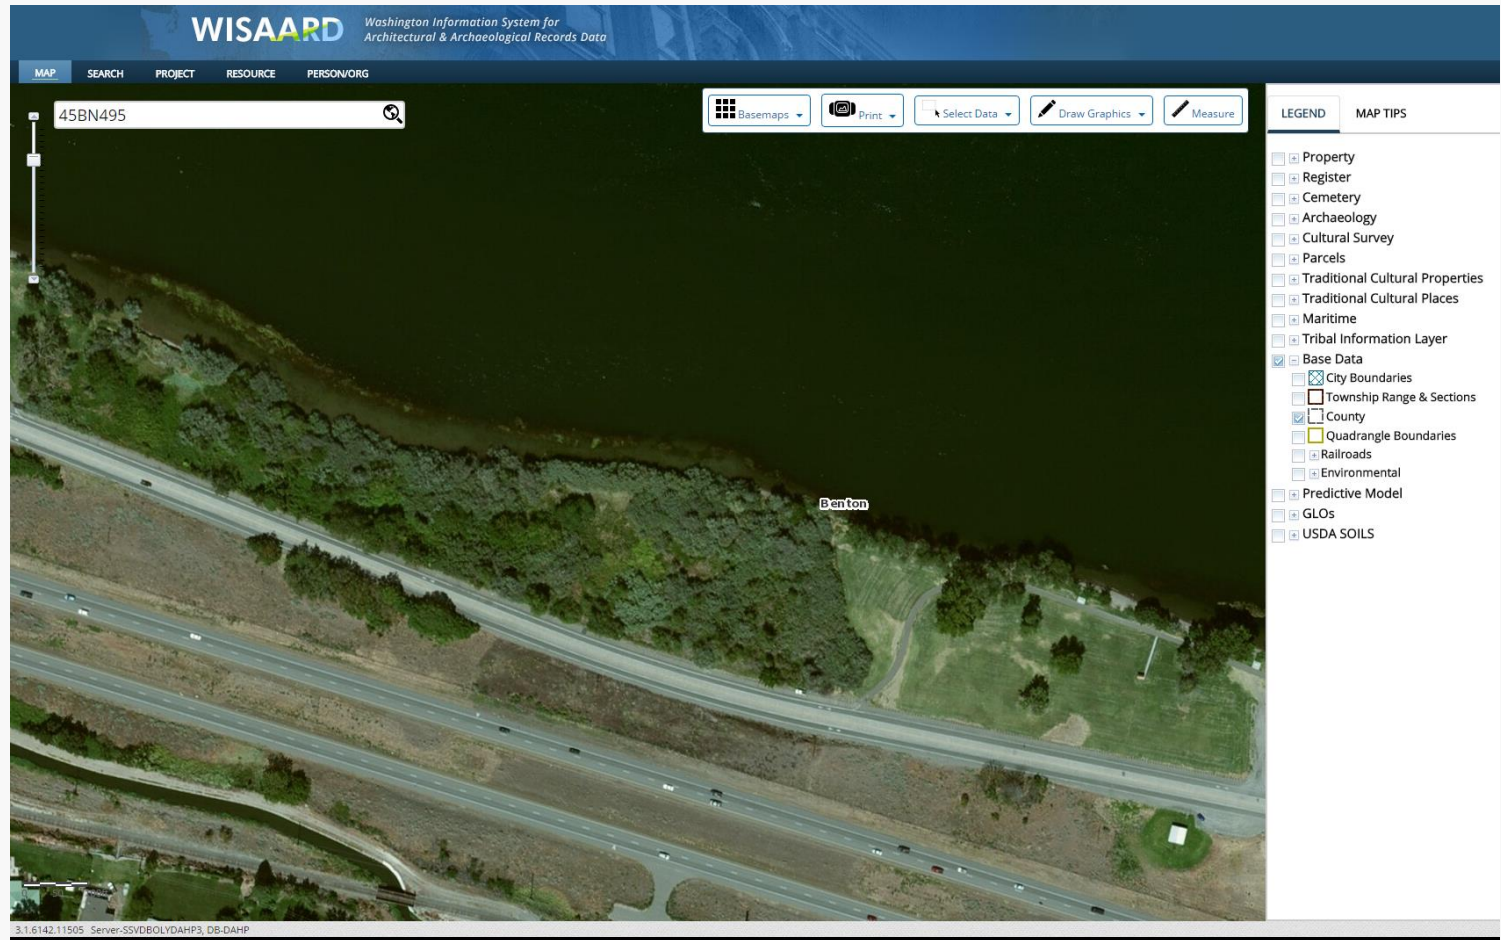 WISAARD
Washington Information System for
Architectural & Archaeological Records Data
MAP SEARCH PROJECT RESOURCE PERSON/ORG
45BN495
Basemaps Print Select Data Draw Graphics Measure
Benton
LEGEND MAP TIPS
Property
Register
Cemetery
Archaeology
Cultural Survey
Parcels
Traditional Cultural Properties
Traditional Cultural Places
Maritime
Tribal Information Layer
Base Data
City Boundaries
Township Range & Sections
County
Quadrangle Boundaries
Railroads
Environmental
Predictive Model
GLOs
USDA SOILS
3.1.6142.11505 Server-SSVDBOLYDAHP3, DB-DAHP